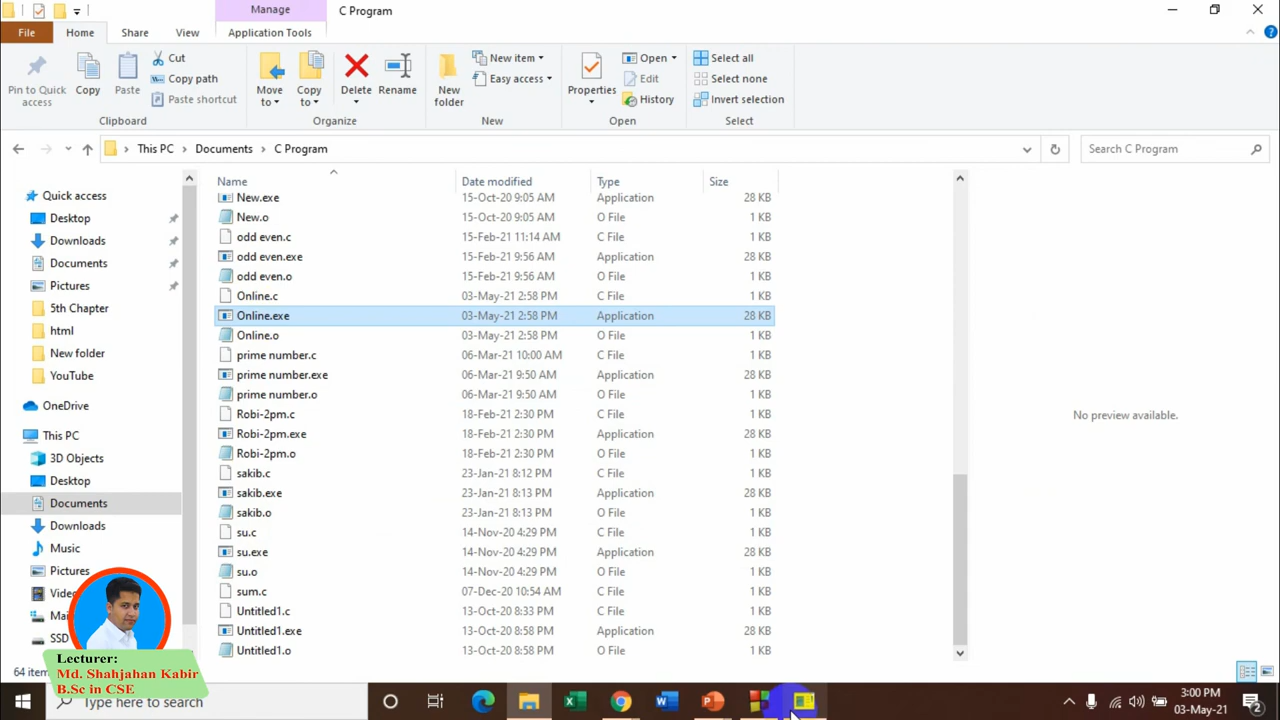 Manage
C Program
File
Home
Share
View
Application Tools
Pin to Quick access
Copy
Paste
Cut
Copy path
Paste shortcut
Clipboard
Move to
Copy to
Delete
Rename
Organize
New folder
New item
Easy access
New
Properties
Open
Edit
History
Open
Select all
Select none
Invert selection
Select
This PC
Documents
C Program
Search C Program
Name
Date modified
Type
Size
Quick access
Desktop
Downloads
Documents
Pictures
5th Chapter
html
New folder
YouTube
OneDrive
This PC
3D Objects
Desktop
Documents
Downloads
Music
Pictures
SSD
64
New.exe 15-Oct-20 9:05 AM Application 28 KB
New.o 15-Oct-20 9:05 AM O File 1 KB
odd even.c 15-Feb-21 11:14 AM C File 1 KB
odd even.exe 15-Feb-21 9:56 AM Application 28 KB
odd even.o 15-Feb-21 9:56 AM O File 1 KB
Online.c 03-May-21 2:58 PM C File 1 KB
Online.exe 03-May-21 2:58 PM Application 28 KB
Online.o 03-May-21 2:58 PM O File 1 KB
prime number.c 06-Mar-21 10:00 AM C File 1 KB
prime number.exe 06-Mar-21 9:50 AM Application 28 KB
prime number.o 06-Mar-21 9:50 AM O File 1 KB
Robi-2pm.c 18-Feb-21 2:30 PM C File 1 KB
Robi-2pm.exe 18-Feb-21 2:30 PM Application 28 KB
Robi-2pm.o 18-Feb-21 2:30 PM O File 1 KB
sakib.c 23-Jan-21 8:12 PM C File 1 KB
sakib.exe 23-Jan-21 8:13 PM Application 28 KB
sakib.o 23-Jan-21 8:13 PM O File 1 KB
su.c 14-Nov-20 4:29 PM C File 1 KB
su.exe 14-Nov-20 4:29 PM Application 28 KB
su.o 14-Nov-20 4:29 PM O File 1 KB
sum.c 07-Dec-20 10:54 AM C File 1 KB
Untitled1.c 13-Oct-20 8:33 PM C File 1 KB
Untitled1.exe 13-Oct-20 8:58 PM Application 28 KB
Untitled1.o 13-Oct-20 8:58 PM O File 1 KB
No preview available.
Lecturer:
Md. Shahjahan Kabir
B.Sc in CSE
Type here to search
3:00 PM
03-May-21
2